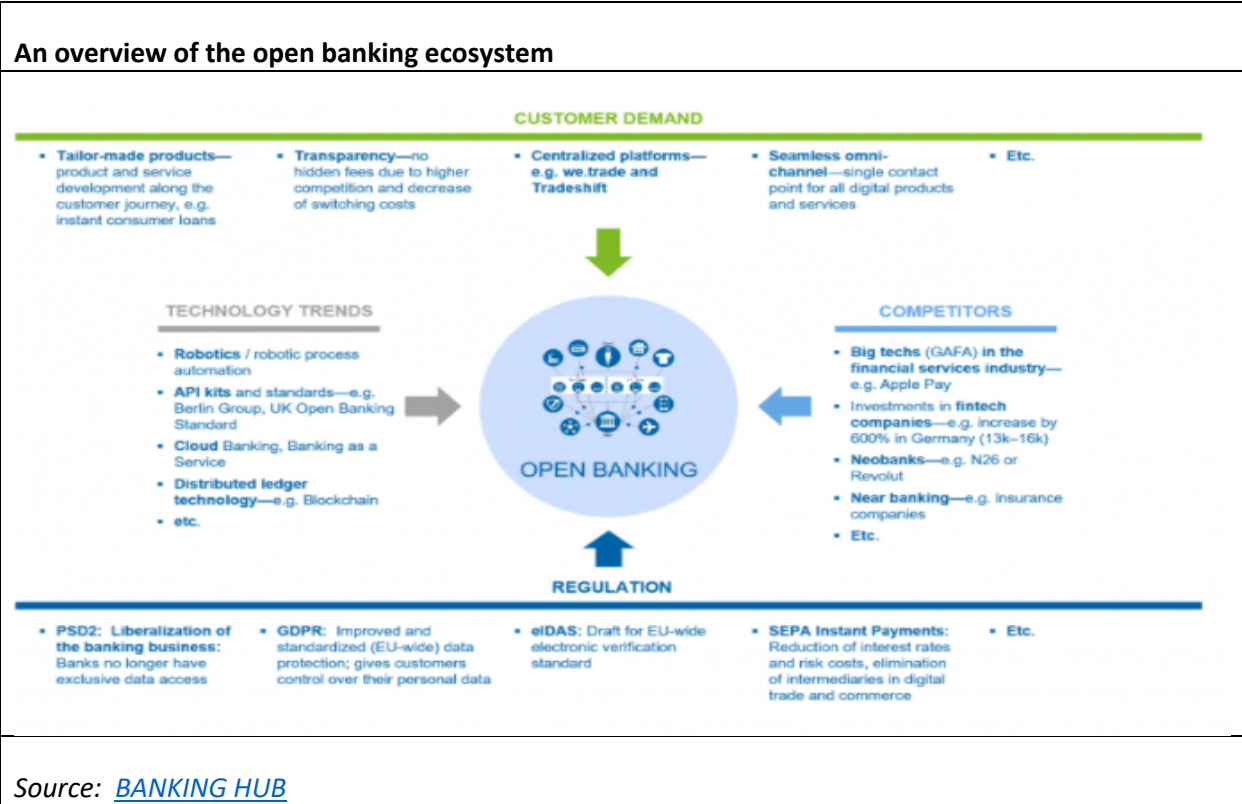 An overview of the open banking ecosystem
CUSTOMER DEMAND
▪ Tailor-made products—
product and service
development along the
customer journey, e.g.
instant consumer loans
▪ Transparency—no
hidden fees due to higher
competition and decrease
of switching costs
▪ Centralized platforms—
e.g. we.trade and
Tradeshift
▪ Seamless omni-
channel—single contact
point for all digital products
and services
▪ Etc.
TECHNOLOGY TRENDS
▪ Robotics / robotic process
automation
▪ API kits and standards—e.g.
Berlin Group, UK Open Banking
Standard
▪ Cloud Banking, Banking as a
Service
▪ Distributed ledger
technology—e.g. Blockchain
▪ etc.
OPEN BANKING
COMPETITORS
▪ Big techs (GAFA) in the
financial services industry—
e.g. Apple Pay
▪ Investments in fintech
companies—e.g. increase by
600% in Germany (13k–16k)
▪ Neobanks—e.g. N26 or
Revolut
▪ Near banking—e.g. insurance
companies
▪ Etc.
REGULATION
▪ PSD2: Liberalization of
the banking business:
Banks no longer have
exclusive data access
▪ GDPR: Improved and
standardized (EU-wide) data
protection; gives customers
control over their personal data
▪ eIDAS: Draft for EU-wide
electronic verification
standard
▪ SEPA Instant Payments:
Reduction of interest rates
and risk costs, elimination
of intermediaries in digital
trade and commerce
▪ Etc.
Source: BANKING HUB